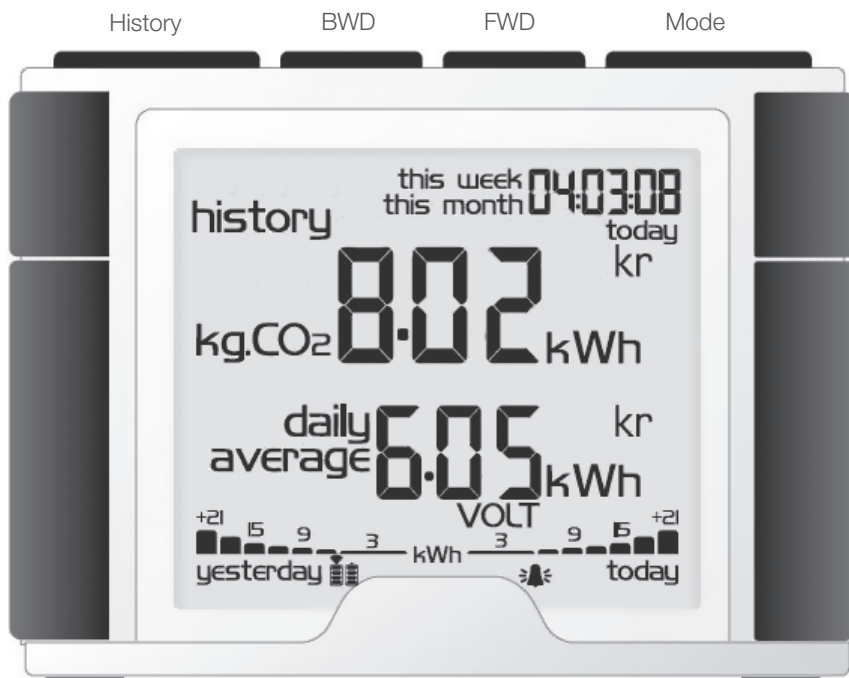 History BWD FWD Mode
this week 04:03:08
this month
history today
kr
kg.CO2 8.02 kWh
daily kr
average 6.05 kWh
VOLT
+21 15 9 3 kWh 3 9 15 +21
yesterday today